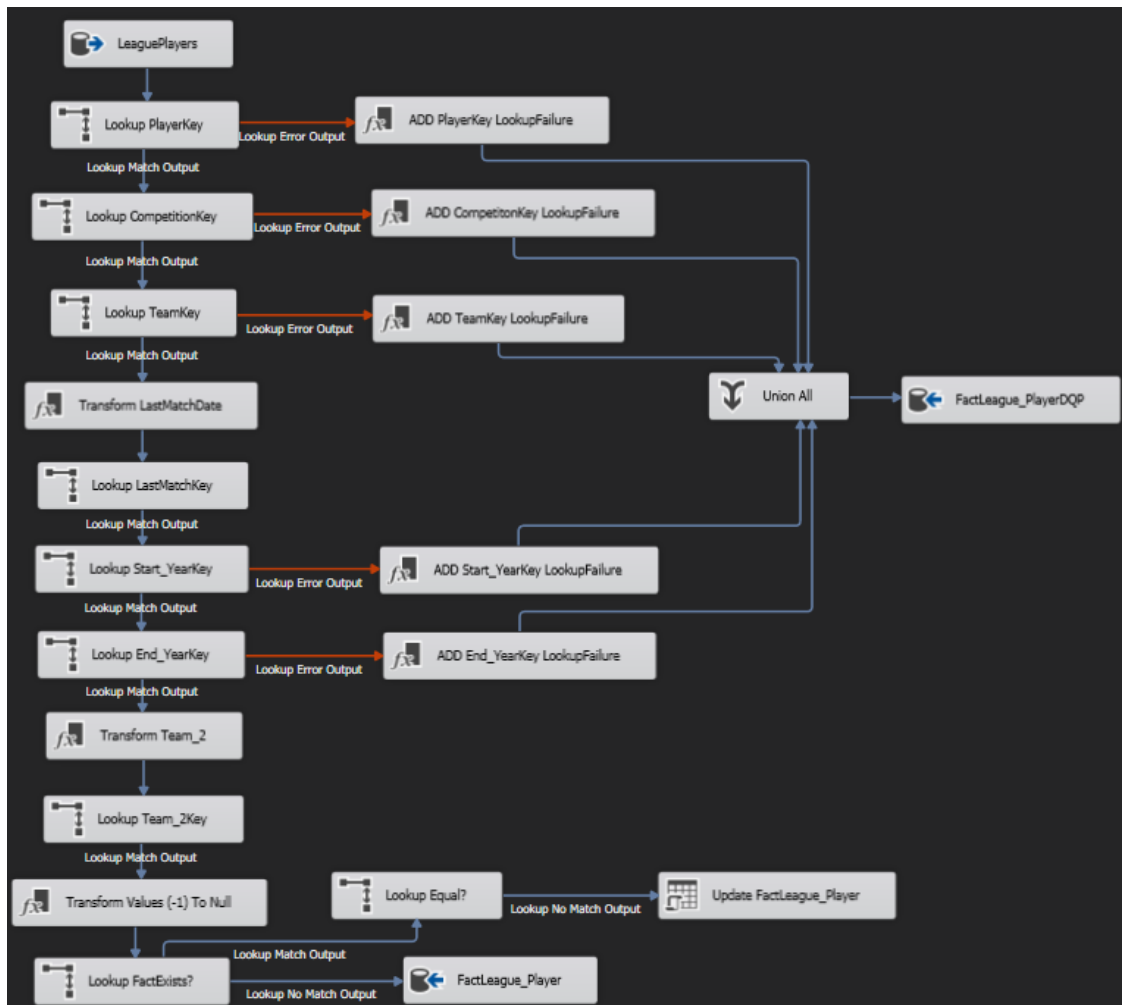 LeaguePlayers
Lookup PlayerKey
Lookup Error Output
ADD PlayerKey LookupFailure
Lookup Match Output
Lookup CompetitionKey
Lookup Error Output
ADD CompetitonKey LookupFailure
Lookup Match Output
Lookup TeamKey
Lookup Error Output
ADD TeamKey LookupFailure
Lookup Match Output
Transform LastMatchDate
Union All
FactLeague_PlayerDQP
Lookup LastMatchKey
Lookup Match Output
Lookup Start_YearKey
Lookup Error Output
ADD Start_YearKey LookupFailure
Lookup Match Output
Lookup End_YearKey
Lookup Error Output
ADD End_YearKey LookupFailure
Lookup Match Output
Transform Team_2
Lookup Team_2Key
Lookup Match Output
Transform Values (-1) To Null
Lookup Equal?
Lookup No Match Output
Update FactLeague_Player
Lookup Match Output
Lookup FactExists?
Lookup No Match Output
FactLeague_Player